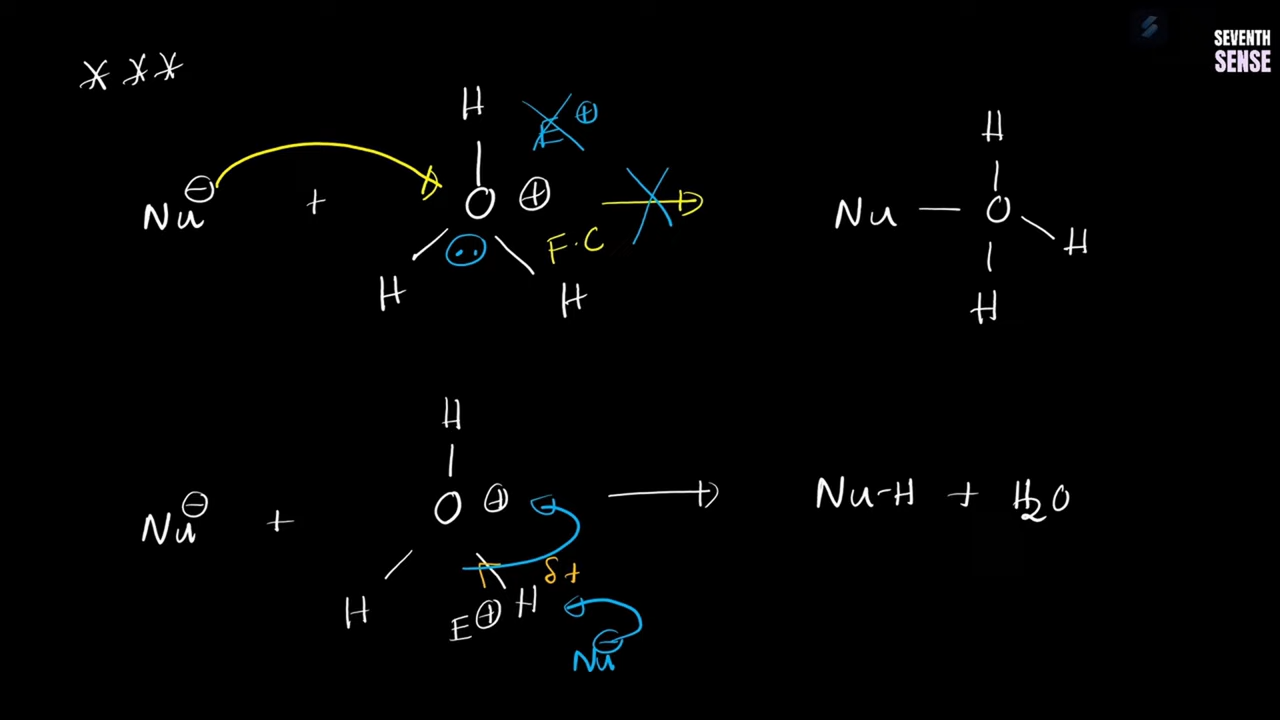 SEVENTH
SENSE
***
H
E ⊕
Nu ⊖ + O ⊕
F.C
H H
H
Nu — O
H
H
H
Nu ⊖ + O ⊕
δ+
H E ⊕ H
Nu ⊖
Nu-H + H₂O